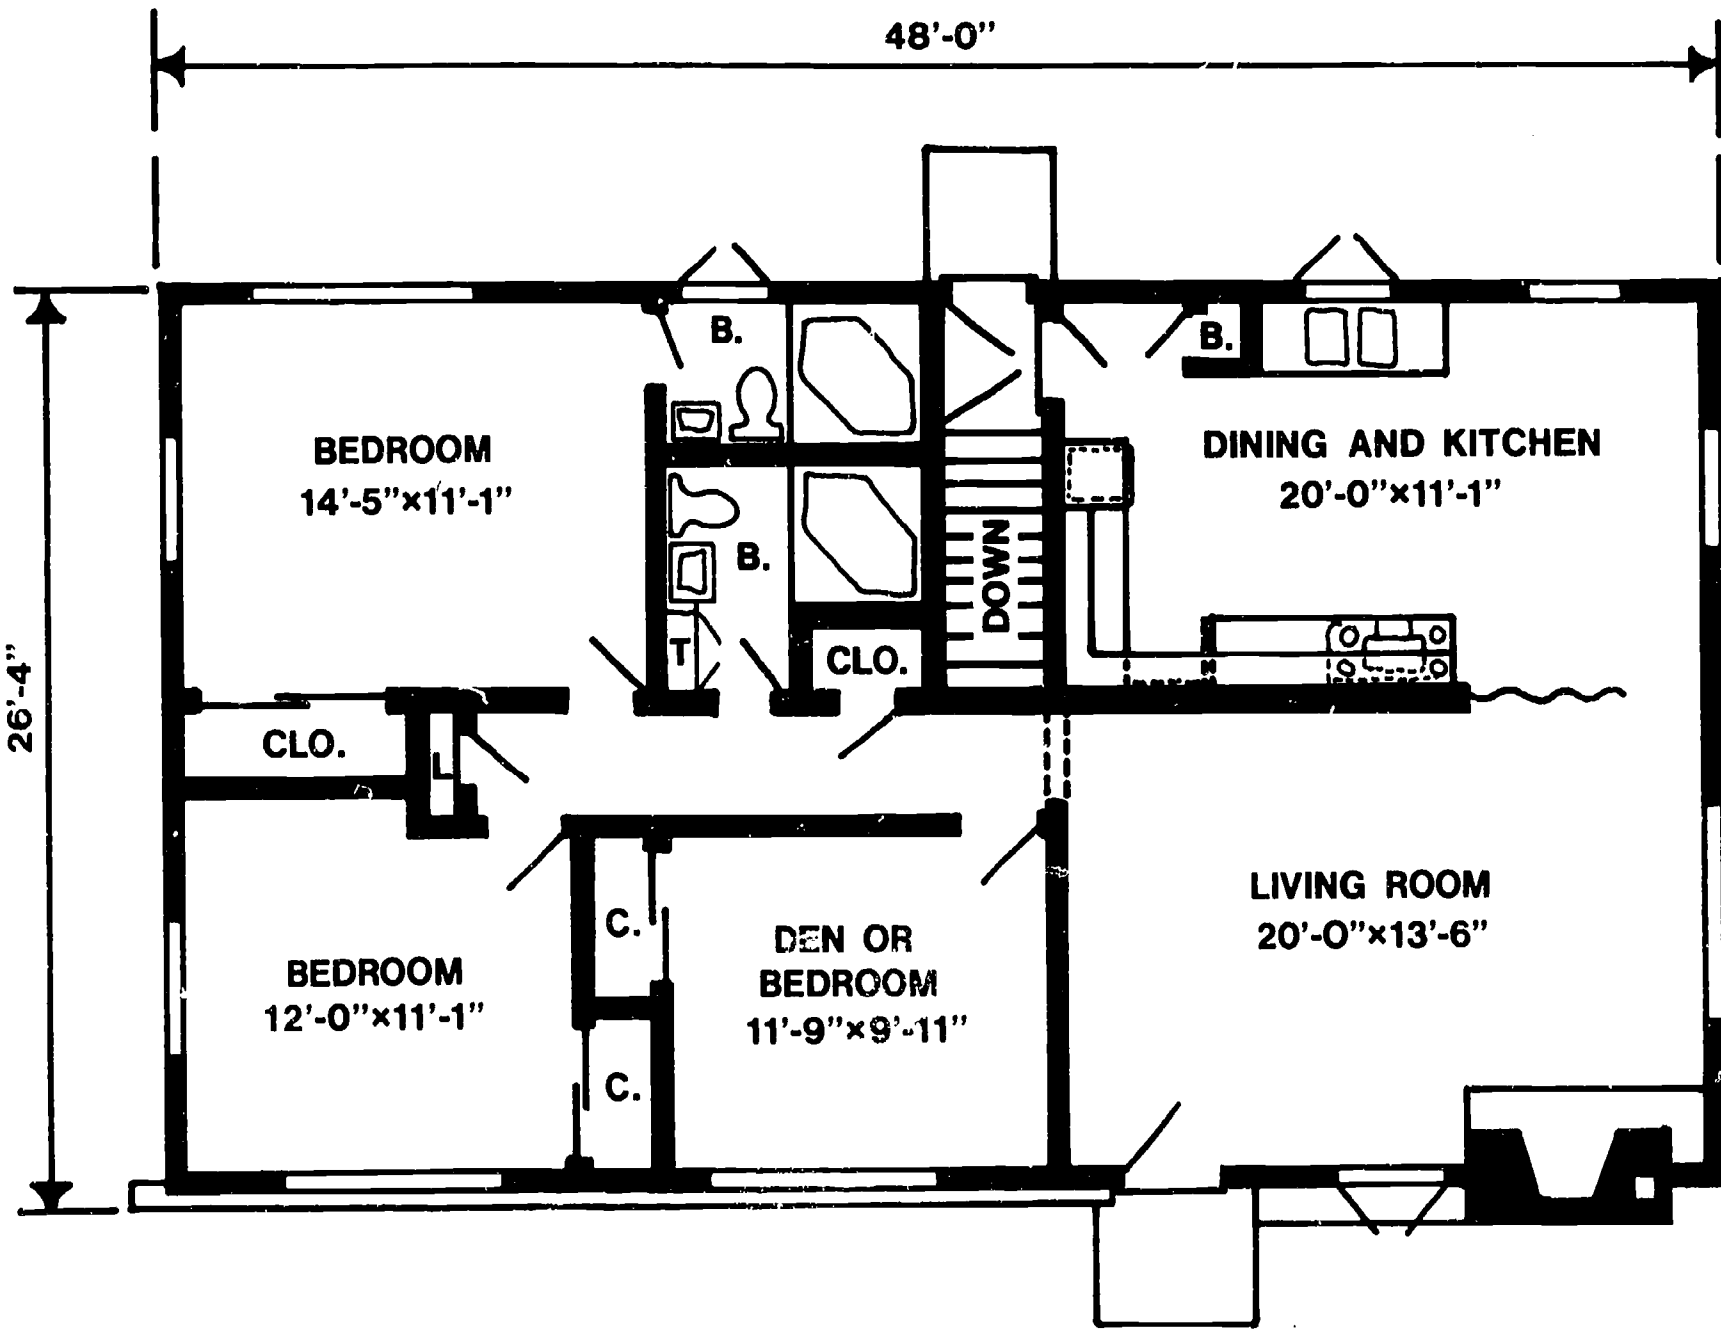 48'-0"
B.
B.
BEDROOM
14'-5"×11'-1"
DINING AND KITCHEN
20'-0"×11'-1"
B.
DOWN
T
CLO.
26'-4"
CLO.
L
LIVING ROOM
20'-0"×13'-6"
C.
DEN OR
BEDROOM
11'-9"×9'-11"
BEDROOM
12'-0"×11'-1"
C.